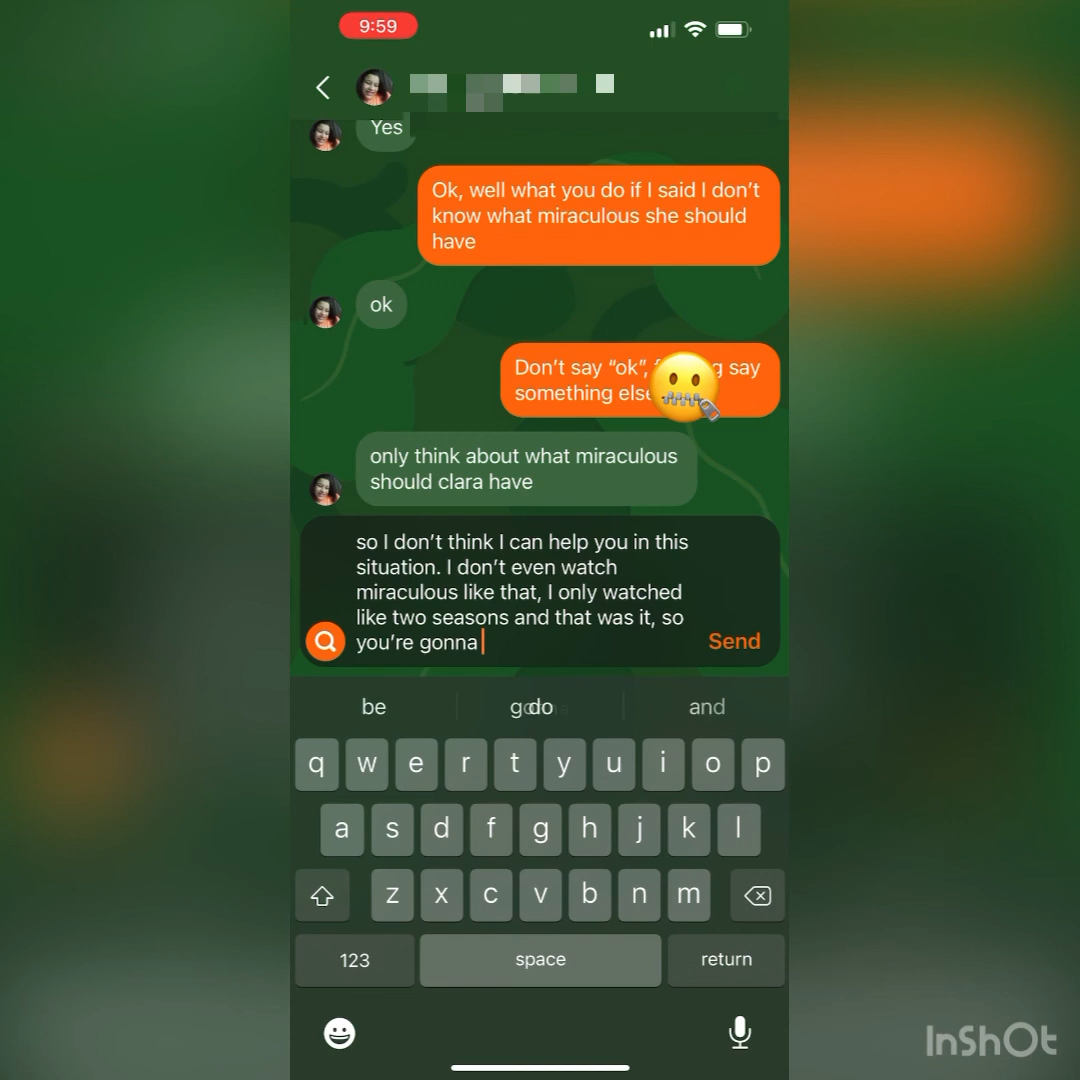 9:59
Yes
Ok, well what you do if I said I don't
know what miraculous she should
have
ok
Don't say "ok", say
something else
only think about what miraculous
should clara have
so I don't think I can help you in this
situation. I don't even watch
miraculous like that, I only watched
like two seasons and that was it, so
you're gonna
Send
be do and
q w e r t y u i o p
a s d f g h j k l
z x c v b n m
123 space return
InShOt